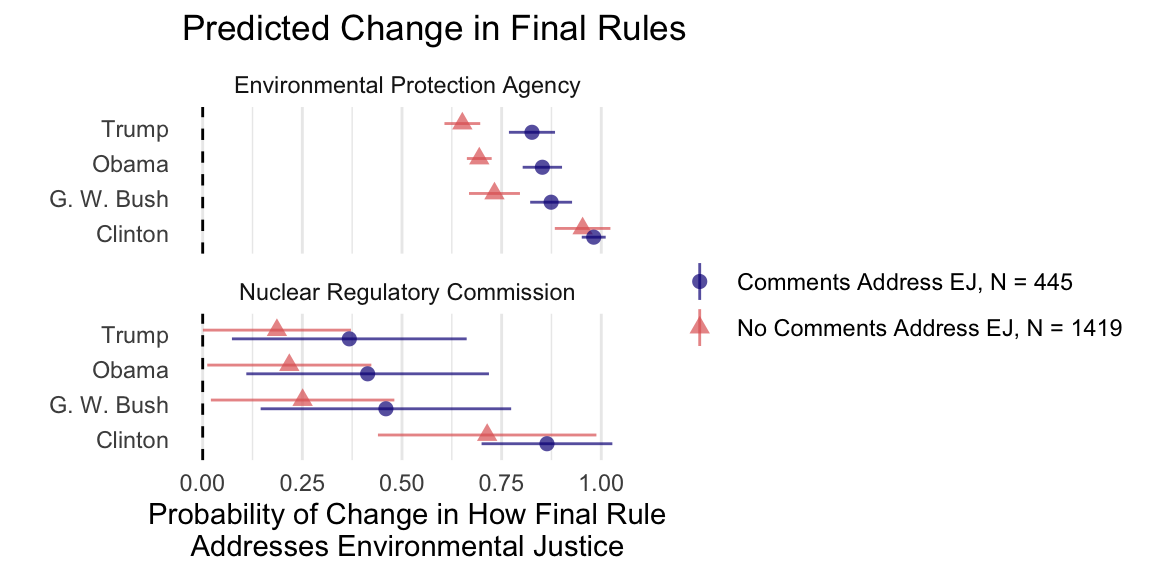 Predicted Change in Final Rules
Environmental Protection Agency
Trump
Obama
G. W. Bush
Clinton
Nuclear Regulatory Commission
Trump
Obama
G. W. Bush
Clinton
0.00 0.25 0.50 0.75 1.00
Probability of Change in How Final Rule
Addresses Environmental Justice
Comments Address EJ, N = 445
No Comments Address EJ, N = 1419